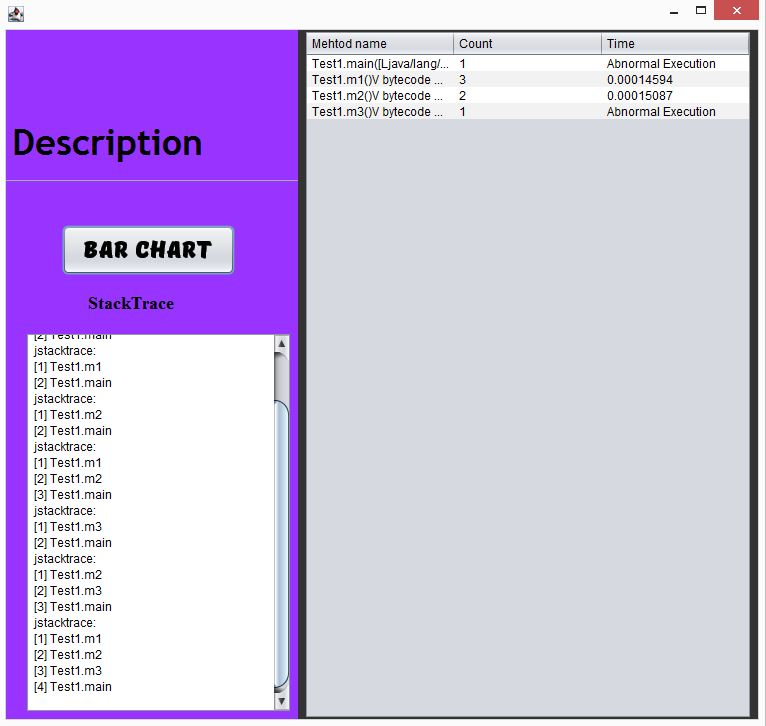 Description
BAR CHART
StackTrace
[2] Test1.main
jstacktrace:
[1] Test1.m1
[2] Test1.main
jstacktrace:
[1] Test1.m2
[2] Test1.main
jstacktrace:
[1] Test1.m1
[2] Test1.m2
[3] Test1.main
jstacktrace:
[1] Test1.m3
[2] Test1.main
jstacktrace:
[1] Test1.m2
[2] Test1.m3
[3] Test1.main
jstacktrace:
[1] Test1.m1
[2] Test1.m2
[3] Test1.m3
[4] Test1.main
Mehtod name Count Time
Test1.main([Ljava/lang/... 1 Abnormal Execution
Test1.m1()V bytecode ... 3 0.00014594
Test1.m2()V bytecode ... 2 0.00015087
Test1.m3()V bytecode ... 1 Abnormal Execution